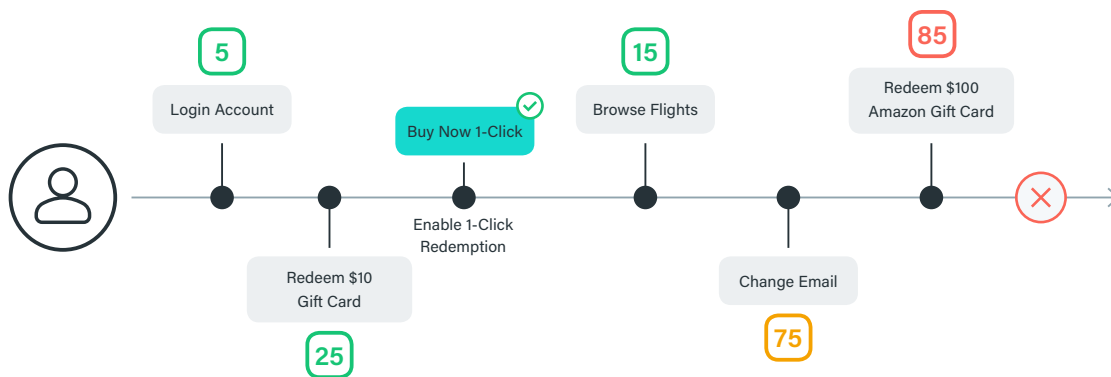 5
Login Account
Redeem $10
Gift Card
25
Buy Now 1-Click
Enable 1-Click
Redemption
15
Browse Flights
Change Email
75
85
Redeem $100
Amazon Gift Card